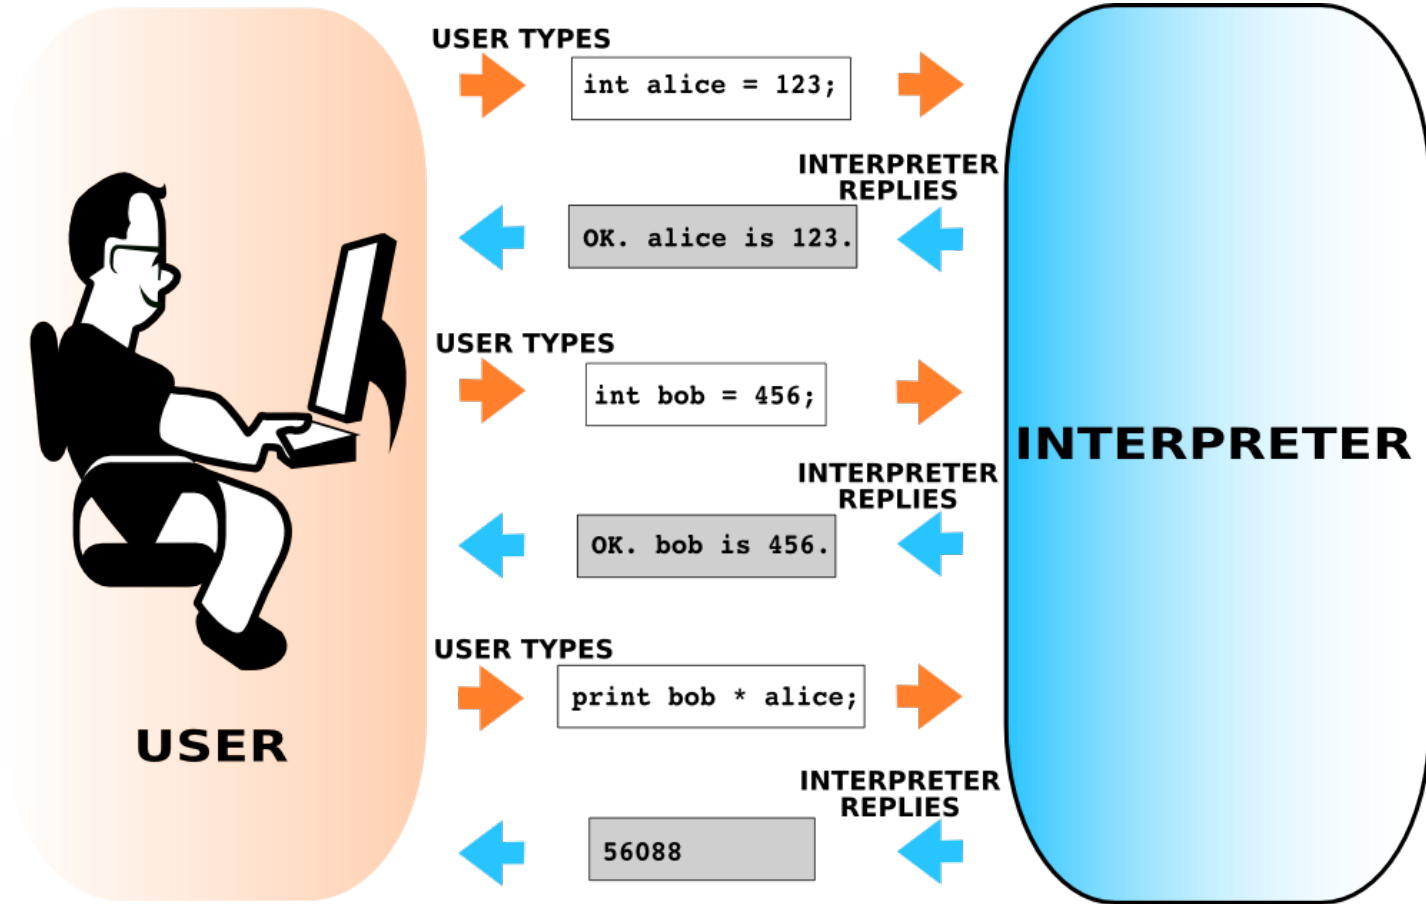 USER TYPES
int alice = 123;
INTERPRETER
REPLIES
OK. alice is 123.
USER TYPES
int bob = 456;
INTERPRETER
INTERPRETER
REPLIES
OK. bob is 456.
USER TYPES
print bob * alice;
USER
INTERPRETER
REPLIES
56088